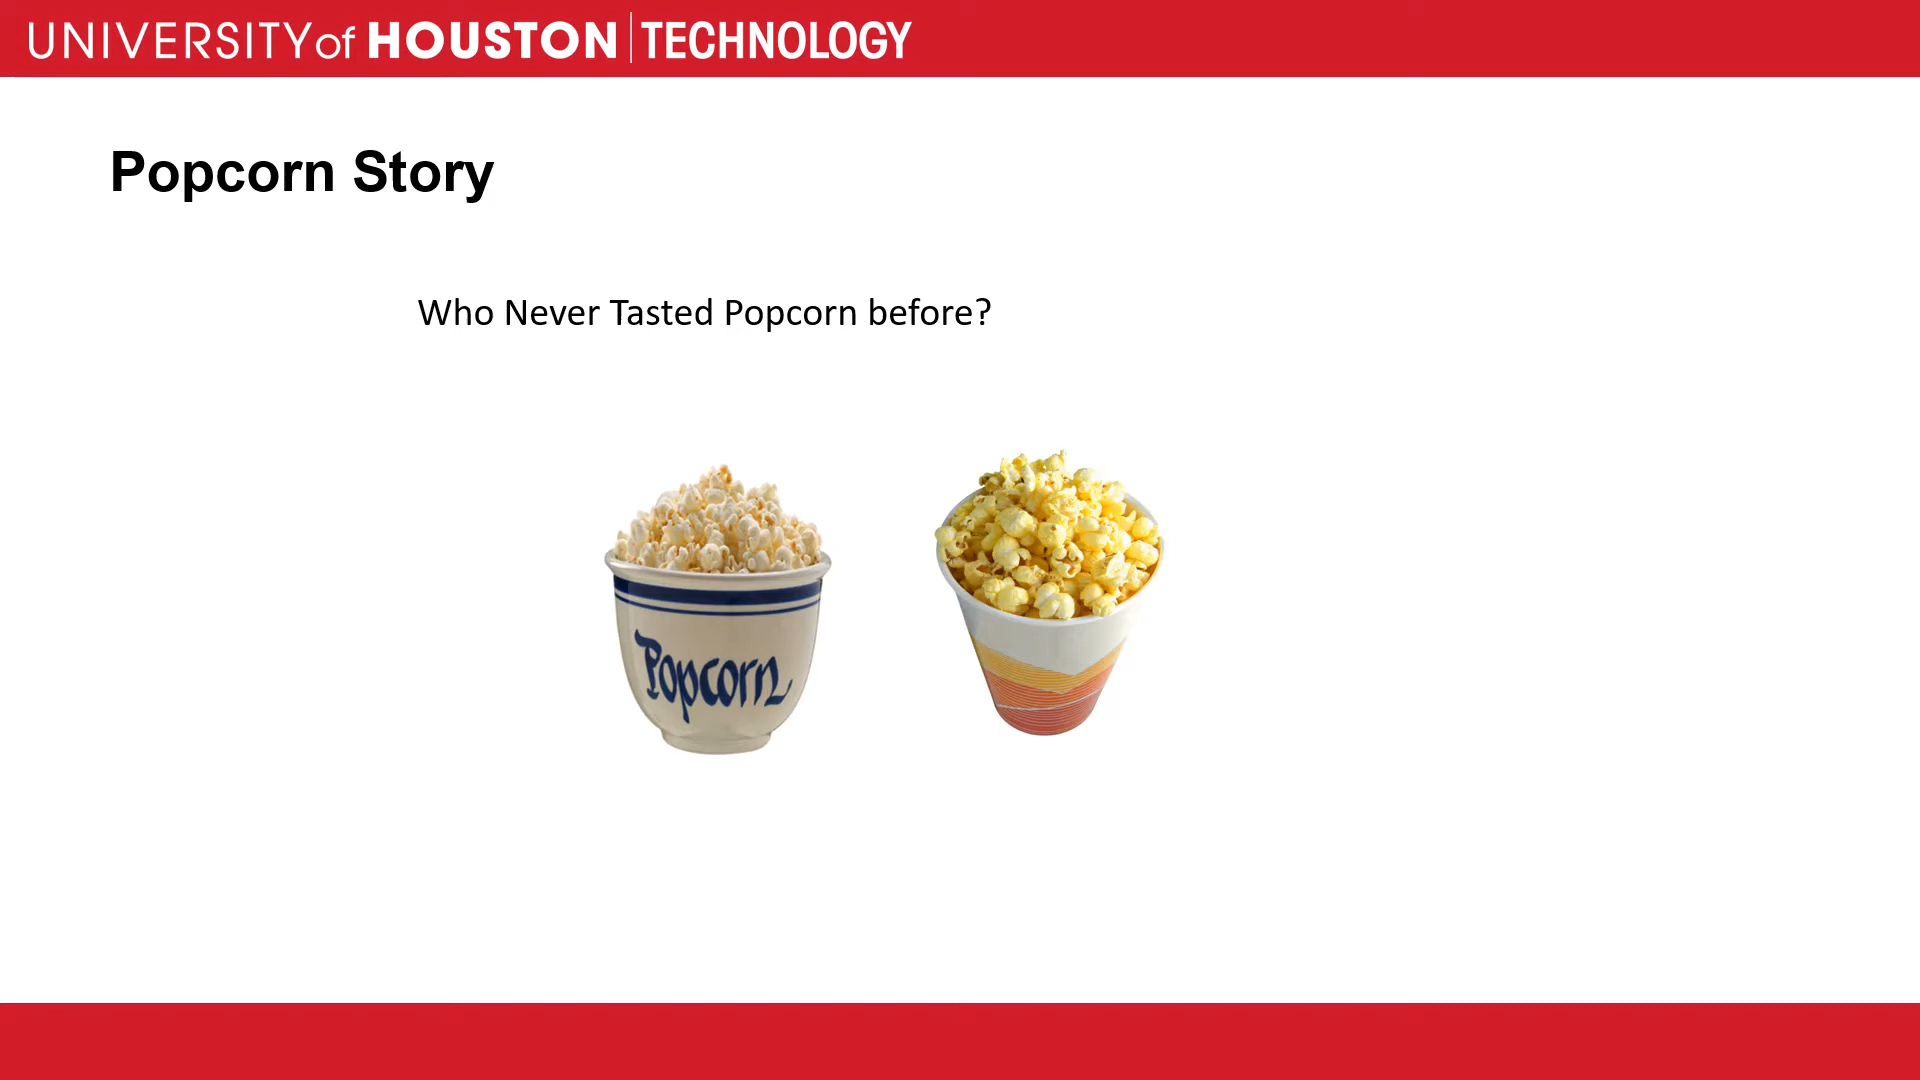 UNIVERSITY of HOUSTON | TECHNOLOGY
Popcorn Story
Who Never Tasted Popcorn before?
Popcorn